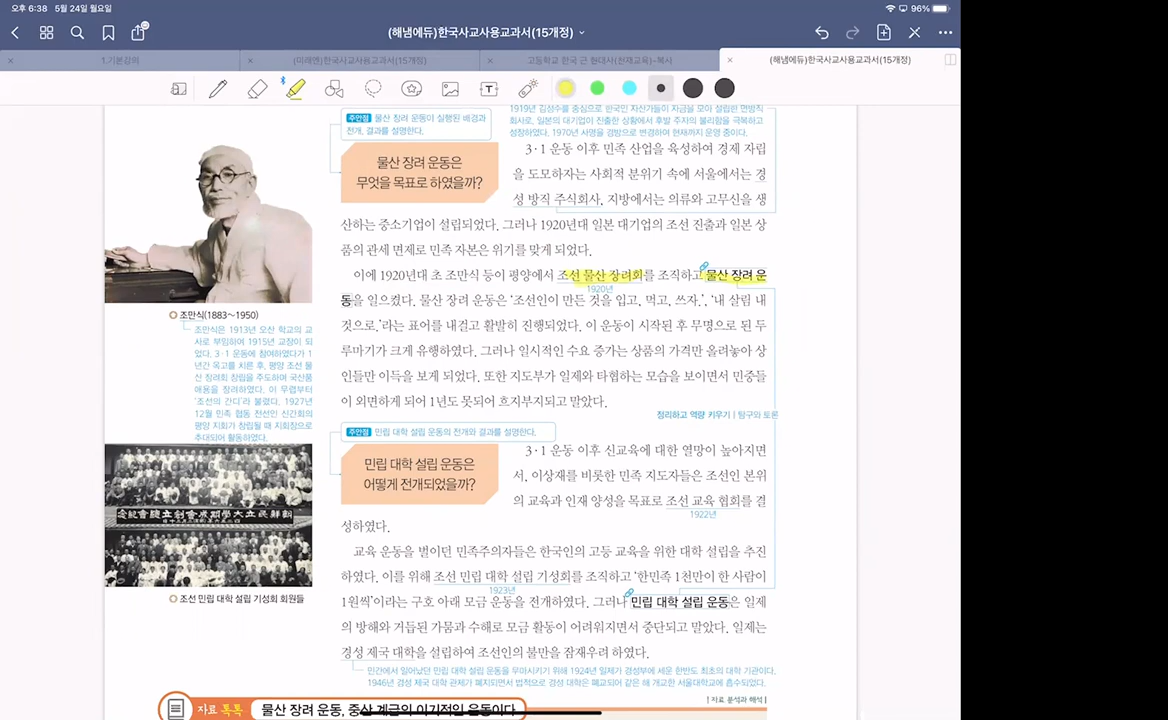 오후 6:38 5월 24일 월요일
96%
(해냄에듀)한국사교사용교과서(15개정)
1.기본강의
(미래엔)한국사교사용교과서(15개정)
고등학교 한국 근 현대사(천재교육)-복사
(해냄에듀)한국사교사용교과서(15개정)
주안점 물산 장려 운동이 실행된 배경과
전개, 결과를 설명한다.
1919년 김성수를 중심으로 한국인 자산가들이 자금을 모아 설립한 면방직
회사로, 일본의 대기업이 진출한 상황에서 후발 주자의 불리함을 극복하고
성장하였다. 1970년 사명을 경방으로 변경하여 현재까지 운영 중이다.
물산 장려 운동은
무엇을 목표로 하였을까?
3·1 운동 이후 민족 산업을 육성하여 경제 자립
을 도모하자는 사회적 분위기 속에 서울에서는 경
성 방직 주식회사, 지방에서는 의류와 고무신을 생
산하는 중소기업이 설립되었다. 그러나 1920년대 일본 대기업의 조선 진출과 일본 상
품의 관세 면제로 민족 자본은 위기를 맞게 되었다.
이에 1920년대 초 조만식 등이 평양에서 조선 물산 장려회를 조직하고 물산 장려 운
1920년
동을 일으켰다. 물산 장려 운동은 ‘조선인이 만든 것을 입고, 먹고, 쓰자.’, ‘내 살림 내
것으로.’라는 표어를 내걸고 활발히 진행되었다. 이 운동이 시작된 후 무명으로 된 두
루마기가 크게 유행하였다. 그러나 일시적인 수요 증가는 상품의 가격만 올려놓아 상
인들만 이득을 보게 되었다. 또한 지도부가 일제와 타협하는 모습을 보이면서 민중들
이 외면하게 되어 1년도 못되어 흐지부지되고 말았다.
정리하고 역량 키우기 | 탐구와 토론
조만식(1883~1950)
조만식은 1913년 오산 학교의 교
사로 부임하여 1915년 교장이 되
었다. 3·1 운동에 참여하였다가 1
년간 옥고를 치른 후, 평양 조선 물
산 장려회 창립을 주도하며 국산품
애용을 장려하였다. 이 무렵부터
‘조선의 간디’라 불렸다. 1927년
12월 민족 협동 전선인 신간회의
평양 지회가 창립될 때 지회장으로
추대되어 활동하였다.
주안점 민립 대학 설립 운동의 전개와 결과를 설명한다.
민립 대학 설립 운동은
어떻게 전개되었을까?
3·1 운동 이후 신교육에 대한 열망이 높아지면
서, 이상재를 비롯한 민족 지도자들은 조선인 본위
의 교육과 인재 양성을 목표로 조선 교육 협회를 결
1922년
성하였다.
교육 운동을 벌이던 민족주의자들은 한국인의 고등 교육을 위한 대학 설립을 추진
하였다. 이를 위해 조선 민립 대학 설립 기성회를 조직하고 ‘한민족 1천만이 한 사람이
1923년
1원씩’이라는 구호 아래 모금 운동을 전개하였다. 그러나 민립 대학 설립 운동은 일제
의 방해와 거듭된 가뭄과 수해로 모금 활동이 어려워지면서 중단되고 말았다. 일제는
경성 제국 대학을 설립하여 조선인의 불만을 잠재우려 하였다.
민간에서 일어났던 민립 대학 설립 운동을 무마시키기 위해 1924년 일제가 경성부에 세운 한반도 최초의 대학 기관이다.
1946년 경성 제국 대학 관제가 폐지되면서 법적으로 경성 대학은 폐교되어 같은 해 개교한 서울대학교에 흡수되었다.
조선 민립 대학 설립 기성회 회원들
| 자료 분석과 해석 |
자료 톡톡 물산 장려 운동, 중산 계급의 이기적인 운동이다